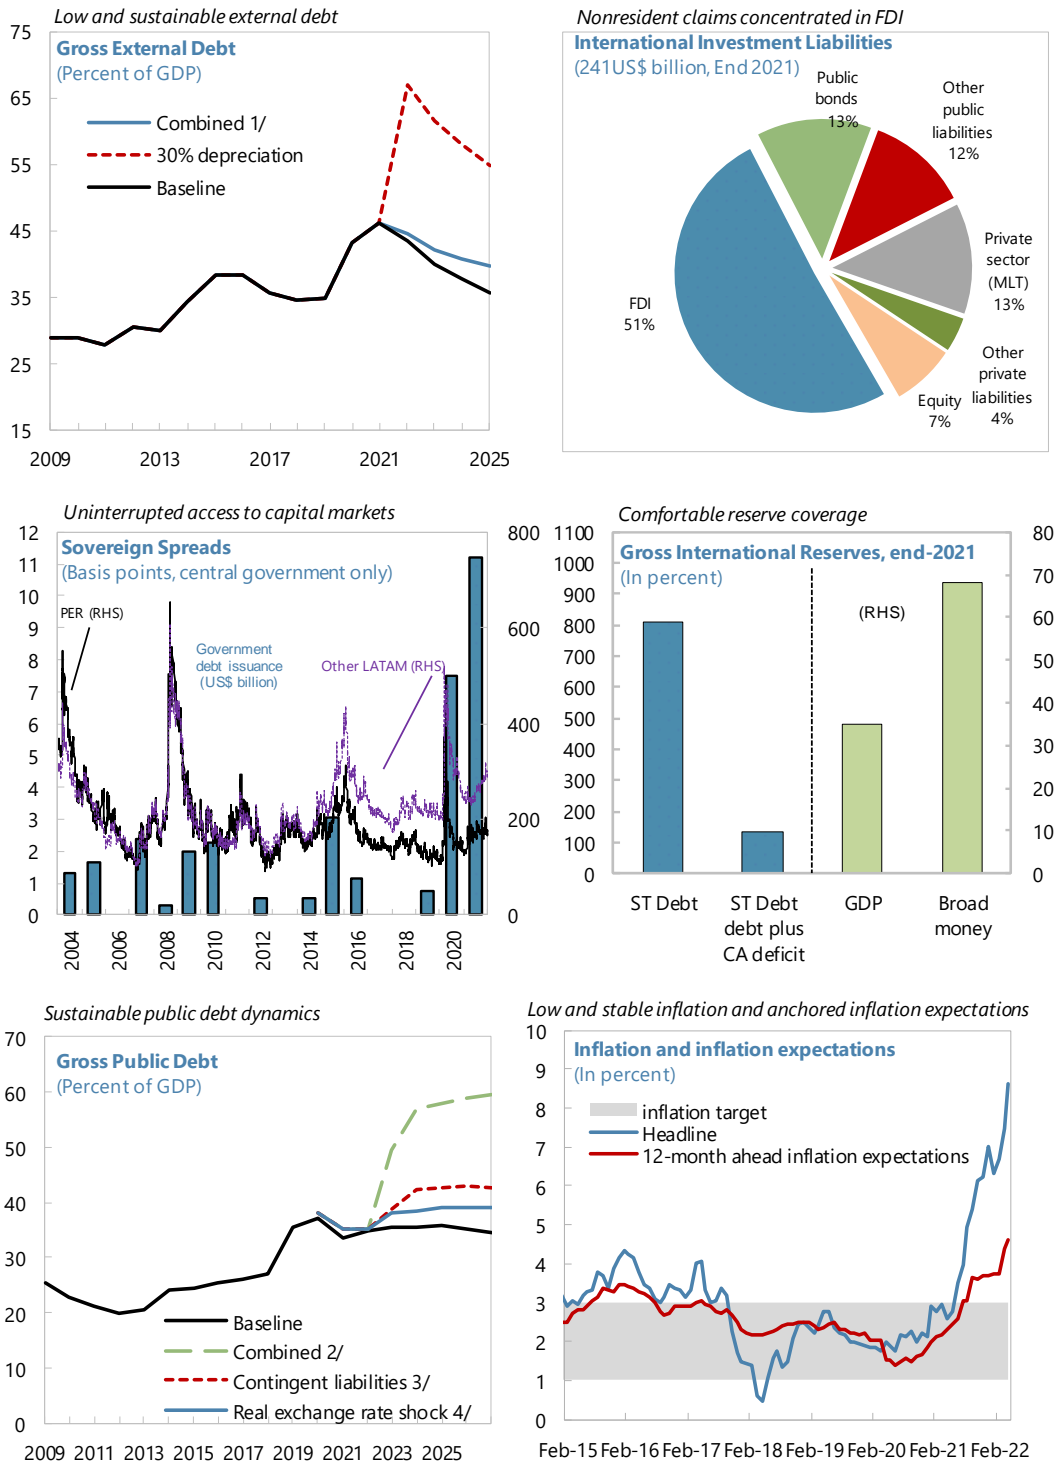 Low and sustainable external debt
Gross External Debt
(Percent of GDP)
75
65
55
45
35
25
15
Combined 1/
30% depreciation
Baseline
2009
2013
2017
2021
2025
Nonresident claims concentrated in FDI
International Investment Liabilities
(241US$ billion, End 2021)
Public
bonds
13%
Other
public
liabilities
12%
Private
sector
(MLT)
13%
Other
private
liabilities
4%
Equity
7%
FDI
51%
Uninterrupted access to capital markets
Sovereign Spreads
(Basis points, central government only)
12
11
10
9
8
7
6
5
4
3
2
1
0
800
600
400
200
0
PER (RHS)
Government
debt issuance
(US$ billion)
Other LATAM (RHS)
2004
2006
2008
2010
2012
2014
2016
2018
2020
Comfortable reserve coverage
Gross International Reserves, end-2021
(In percent)
1100
1000
900
800
700
600
500
400
300
200
100
0
80
70
60
50
40
30
20
10
0
(RHS)
ST Debt
ST Debt
debt plus
CA deficit
GDP
Broad
money
Sustainable public debt dynamics
Gross Public Debt
(Percent of GDP)
70
60
50
40
30
20
10
0
Baseline
Combined 2/
Contingent liabilities 3/
Real exchange rate shock 4/
2009 2011 2013 2015 2017 2019 2021 2023 2025
Low and stable inflation and anchored inflation expectations
Inflation and inflation expectations
(In percent)
10
9
8
7
6
5
4
3
2
1
0
inflation target
Headline
12-month ahead inflation expectations
Feb-15 Feb-16 Feb-17 Feb-18 Feb-19 Feb-20 Feb-21 Feb-22